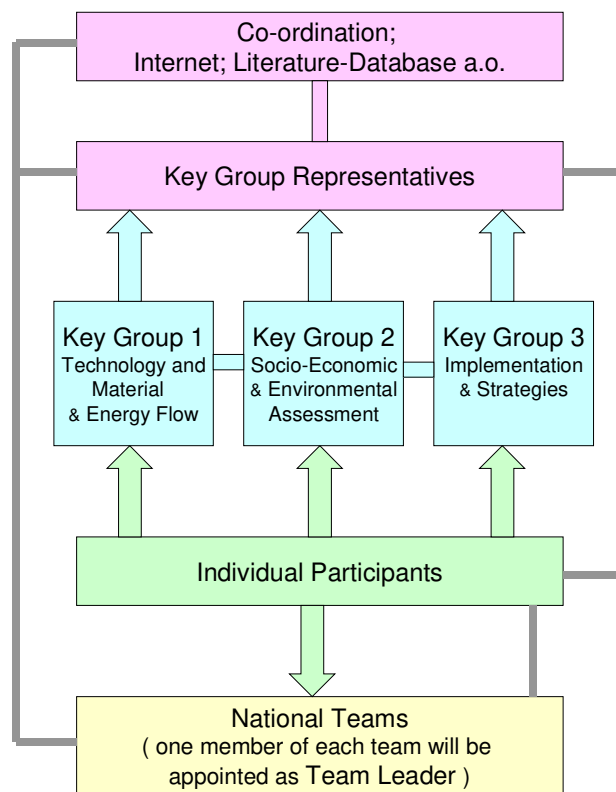 Co-ordination;
Internet; Literature-Database a.o.
Key Group Representatives
Key Group 1
Technology and
Material
& Energy Flow
Key Group 2
Socio-Economic
& Environmental
Assessment
Key Group 3
Implementation
& Strategies
Individual Participants
National Teams
( one member of each team will be
appointed as Team Leader )